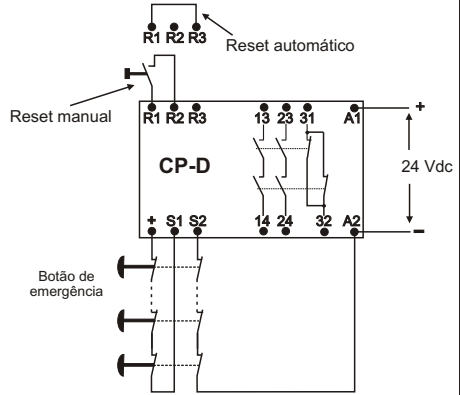 R1 R2 R3
Reset automático
Reset manual
R1 R2 R3 13 23 31 A1
+
CP-D
24 Vdc
+ S1 S2 14 24 32 A2
–
Botão de
emergência